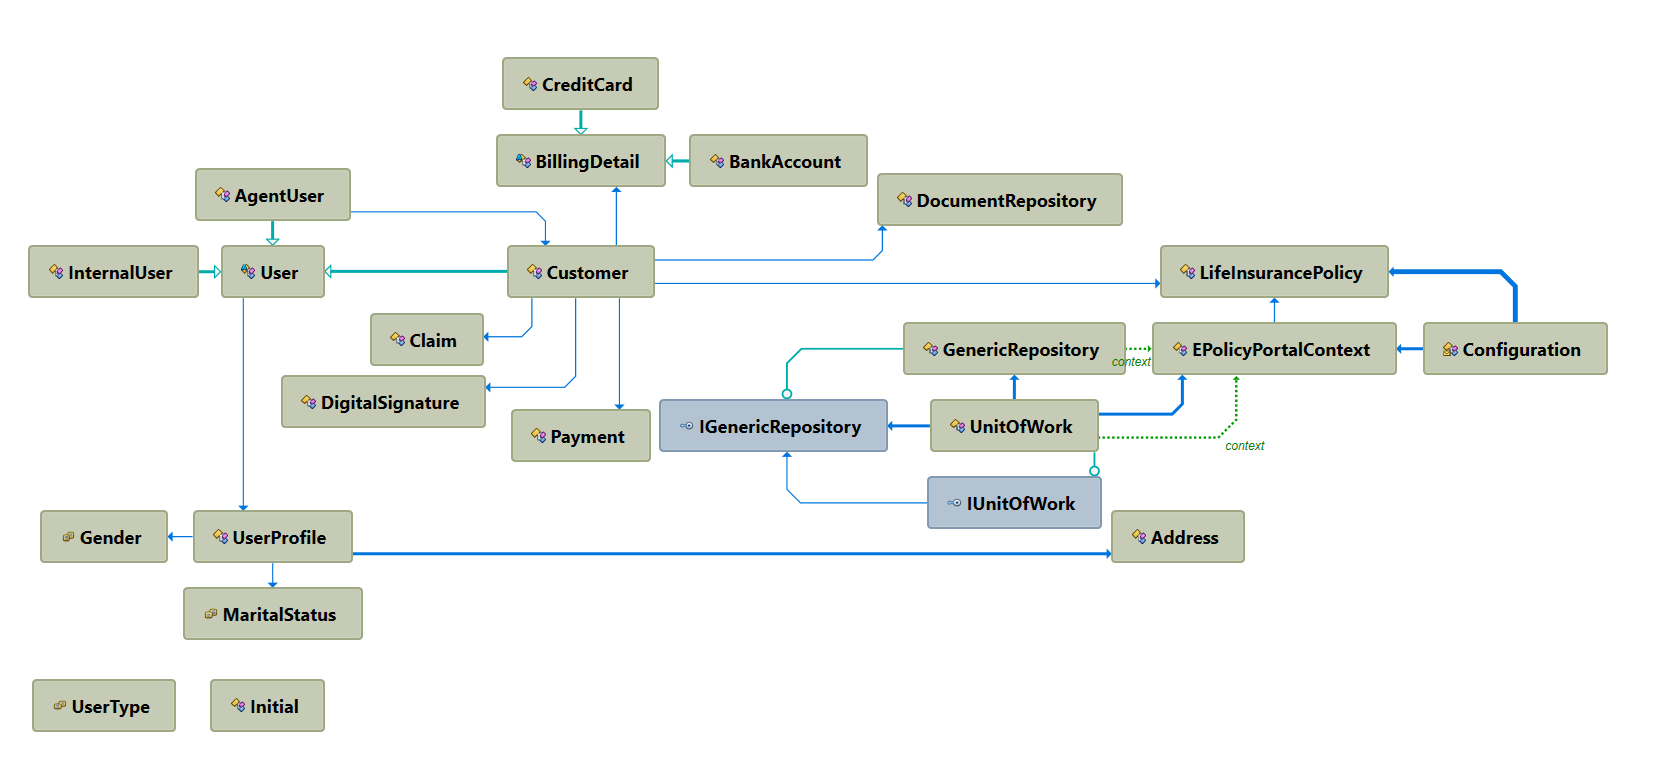 CreditCard
BillingDetail
BankAccount
AgentUser
DocumentRepository
InternalUser
User
Customer
LifeInsurancePolicy
Claim
GenericRepository
context
EPolicyPortalContext
Configuration
DigitalSignature
Payment
IGenericRepository
UnitOfWork
context
IUnitOfWork
Gender
UserProfile
Address
MaritalStatus
UserType
Initial